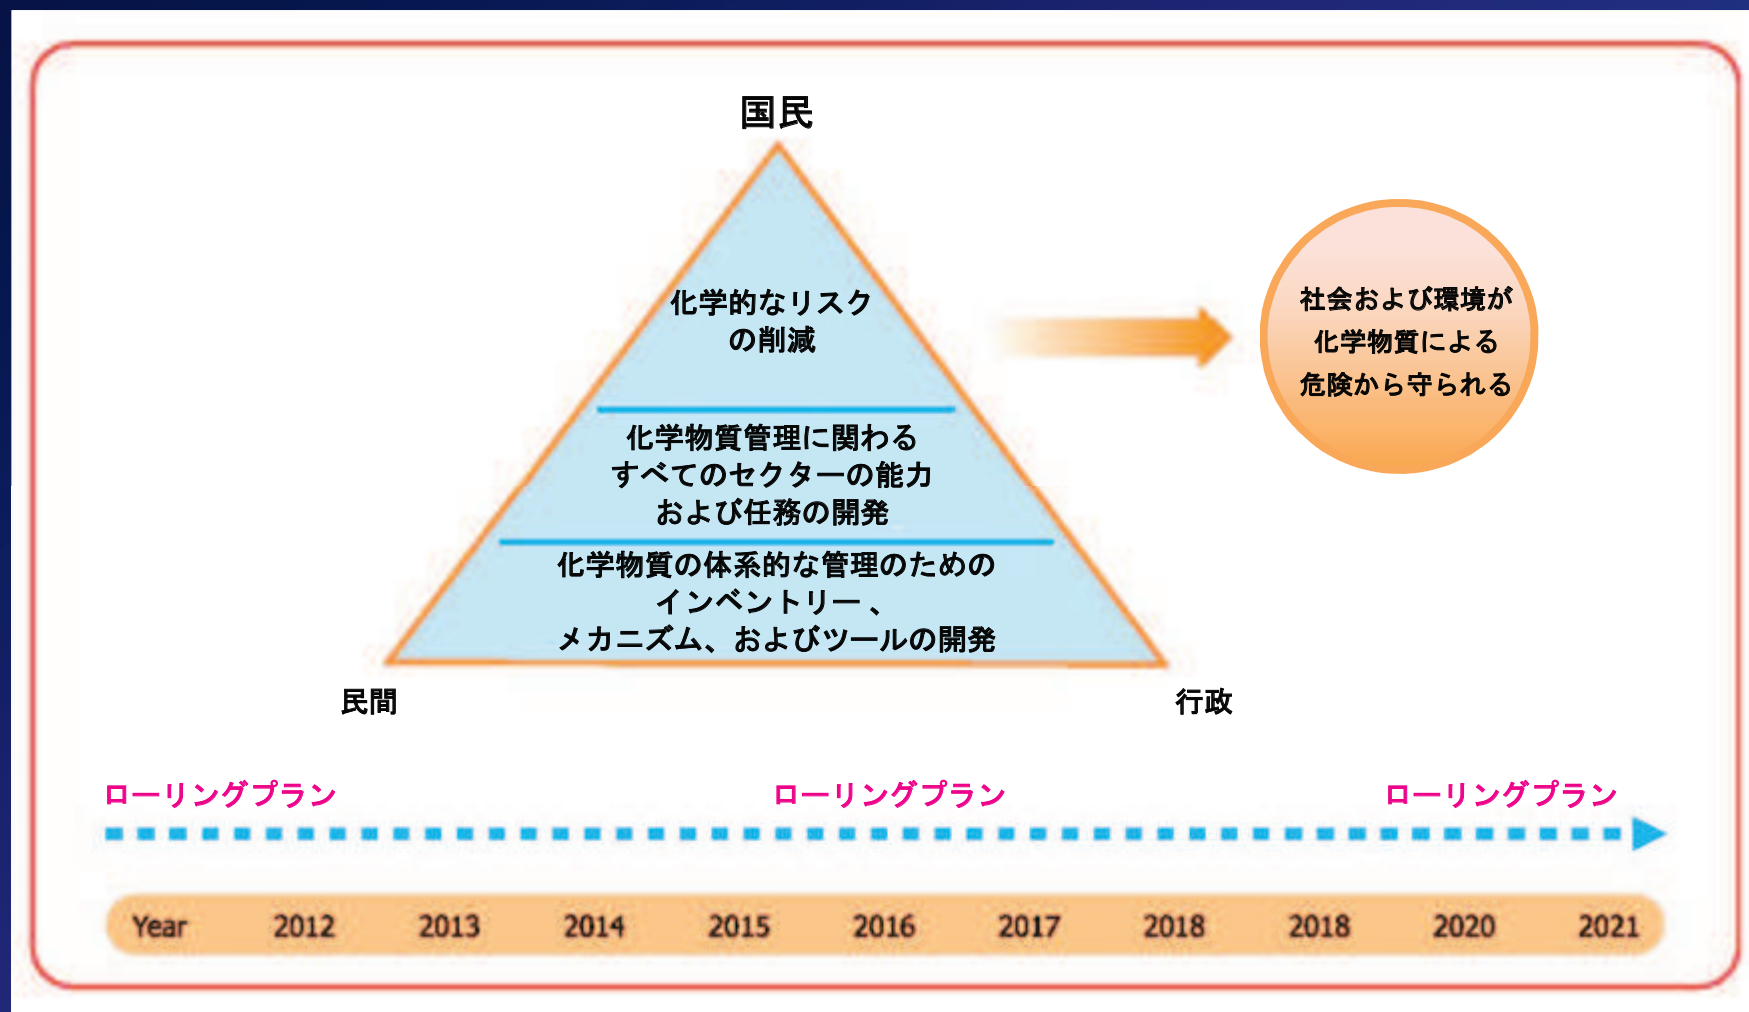 国民
化学的なリスク
の削減
社会および環境が
化学物質による
危険から守られる
化学物質管理に関わる
すべてのセクターの能力
および任務の開発
化学物質の体系的な管理のための
インベントリー 、
メカニズム、およびツールの開発
民間
行政
ローリングプラン ローリングプラン ローリングプラン
Year 2012 2013 2014 2015 2016 2017 2018 2018 2020 2021